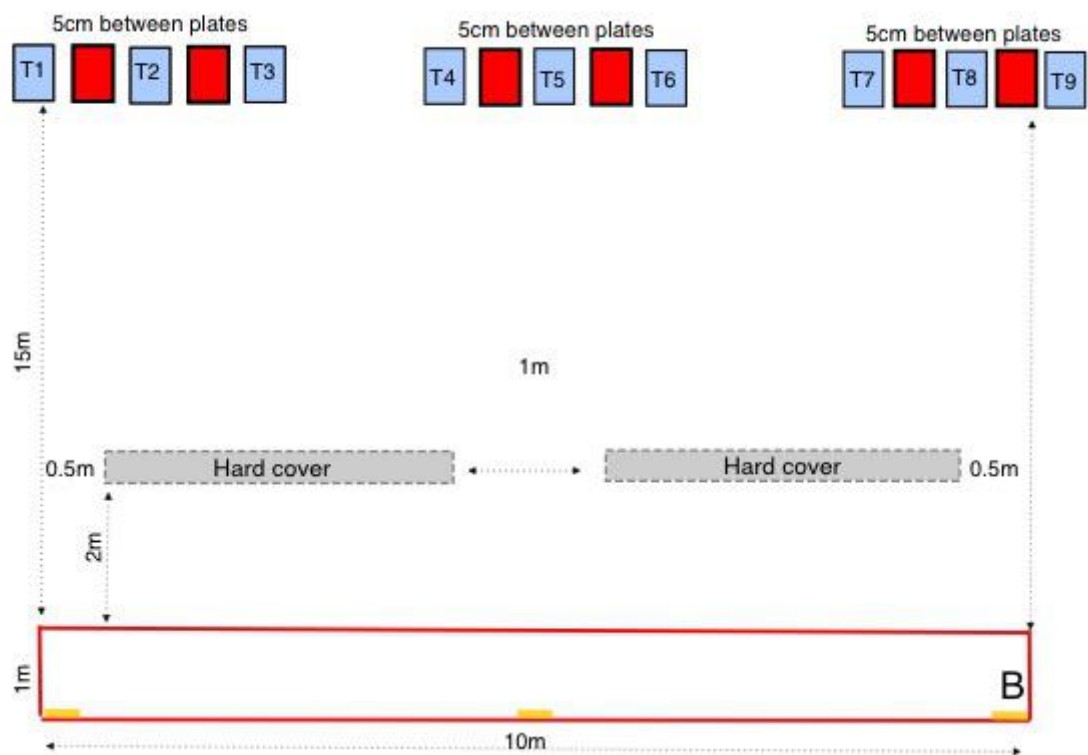 5cm between plates
5cm between plates
5cm between plates
T1
T2
T3
T4
T5
T6
T7
T8
T9
15m
1m
0.5m
Hard cover
Hard cover
0.5m
2m
1m
B
10m